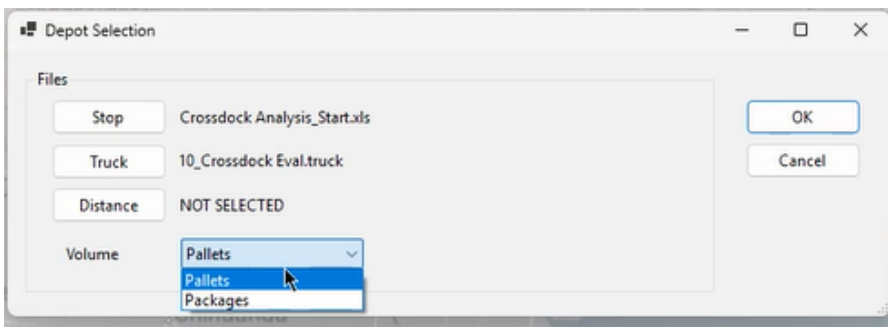 Depot Selection
Files
Stop Crossdock Analysis_Start.xls OK
Truck 10_Crossdock Eval.truck Cancel
Distance NOT SELECTED
Volume Pallets
Pallets
Packages